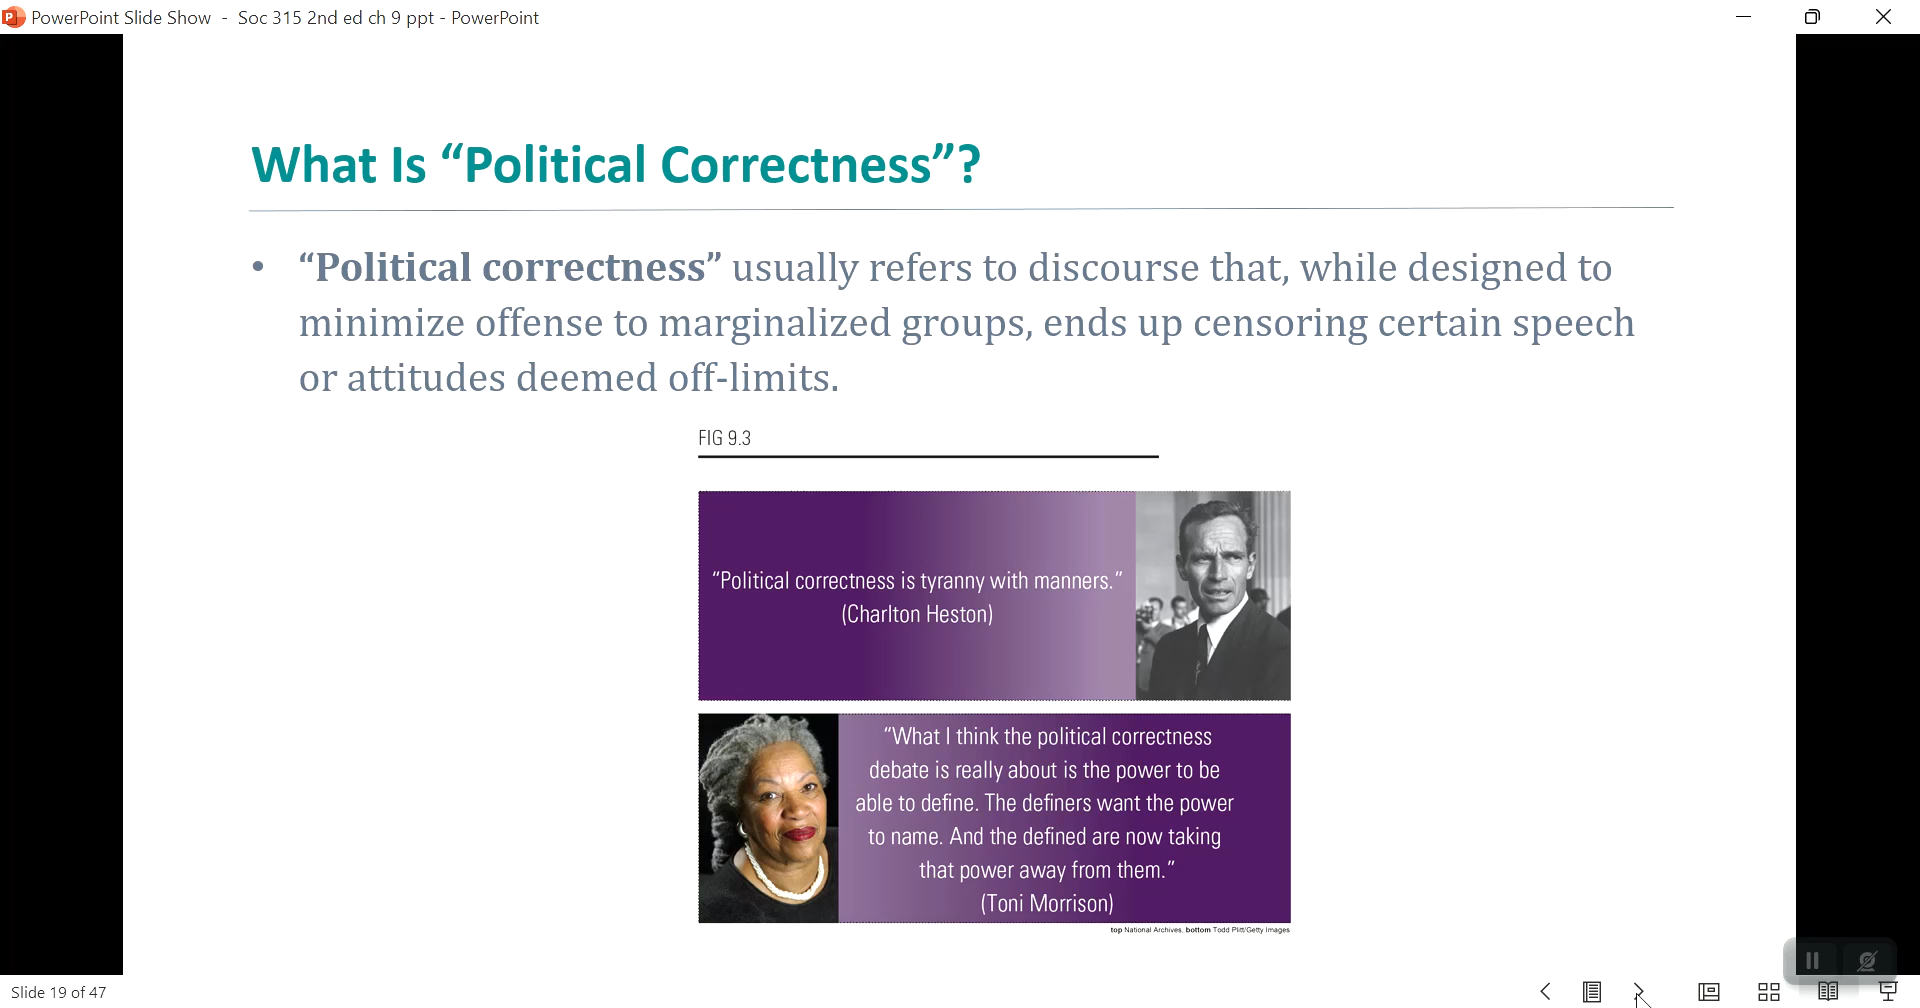 PowerPoint Slide Show - Soc 315 2nd ed ch 9 ppt - PowerPoint
What Is “Political Correctness”?
• “Political correctness” usually refers to discourse that, while designed to
minimize offense to marginalized groups, ends up censoring certain speech
or attitudes deemed off-limits.
FIG 9.3
“Political correctness is tyranny with manners.”
(Charlton Heston)
“What I think the political correctness
debate is really about is the power to be
able to define. The definers want the power
to name. And the defined are now taking
that power away from them.”
(Toni Morrison)
top National Archives, bottom Todd Plitt/Getty Images
Slide 19 of 47